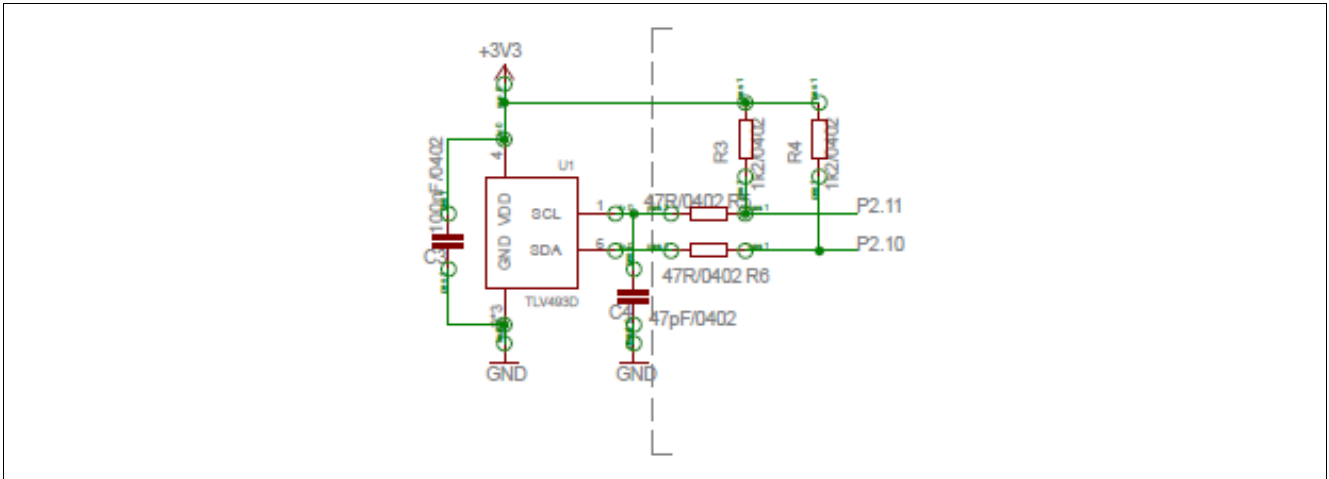 +3V3
100nF/0402
C3
4
U1
VDD
GND
SCL
SDA
1
6
TLV493D
3
GND
C4
47pF/0402
GND
47R/0402 R5
47R/0402 R6
R3
1k2/0402
R4
1k2/0402
P2.11
P2.10